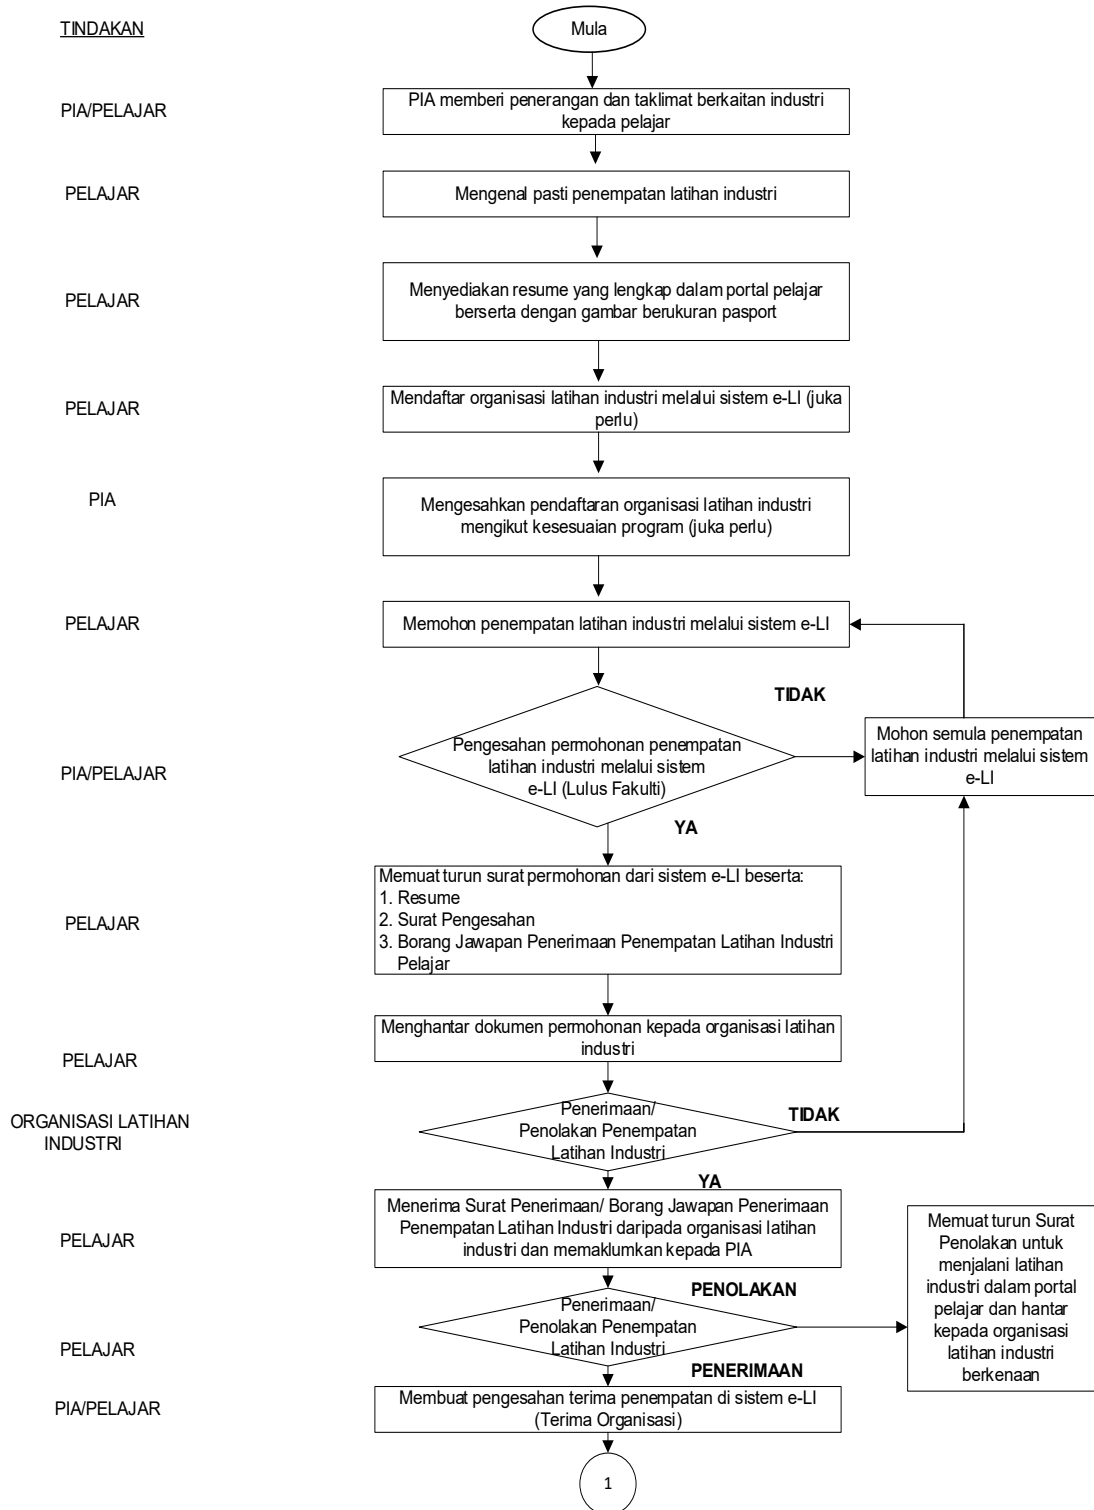 TINDAKAN
Mula
PIA/PELAJAR
PIA memberi penerangan dan taklimat berkaitan industri
kepada pelajar
PELAJAR
Mengenal pasti penempatan latihan industri
PELAJAR
Menyediakan resume yang lengkap dalam portal pelajar
berserta dengan gambar berukuran pasport
PELAJAR
Mendaftar organisasi latihan industri melalui sistem e-LI (juka
perlu)
PIA
Mengesahkan pendaftaran organisasi latihan industri
mengikut kesesuaian program (juka perlu)
PELAJAR
Memohon penempatan latihan industri melalui sistem e-LI
TIDAK
PIA/PELAJAR
Pengesahan permohonan penempatan
latihan industri melalui sistem
e-LI (Lulus Fakulti)
Mohon semula penempatan
latihan industri melalui sistem
e-LI
YA
PELAJAR
Memuat turun surat permohonan dari sistem e-LI beserta:
1. Resume
2. Surat Pengesahan
3. Borang Jawapan Penerimaan Penempatan Latihan Industri
Pelajar
PELAJAR
Menghantar dokumen permohonan kepada organisasi latihan
industri
ORGANISASI LATIHAN
INDUSTRI
Penerimaan/
Penolakan Penempatan
Latihan Industri
TIDAK
YA
PELAJAR
Menerima Surat Penerimaan/ Borang Jawapan Penerimaan
Penempatan Latihan Industri daripada organisasi latihan
industri dan memaklumkan kepada PIA
PENOLAKAN
PELAJAR
Penerimaan/
Penolakan Penempatan
Latihan Industri
Memuat turun Surat
Penolakan untuk
menjalani latihan
industri dalam portal
pelajar dan hantar
kepada organisasi
latihan industri
berkenaan
PENERIMAAN
PIA/PELAJAR
Membuat pengesahan terima penempatan di sistem e-LI
(Terima Organisasi)
1